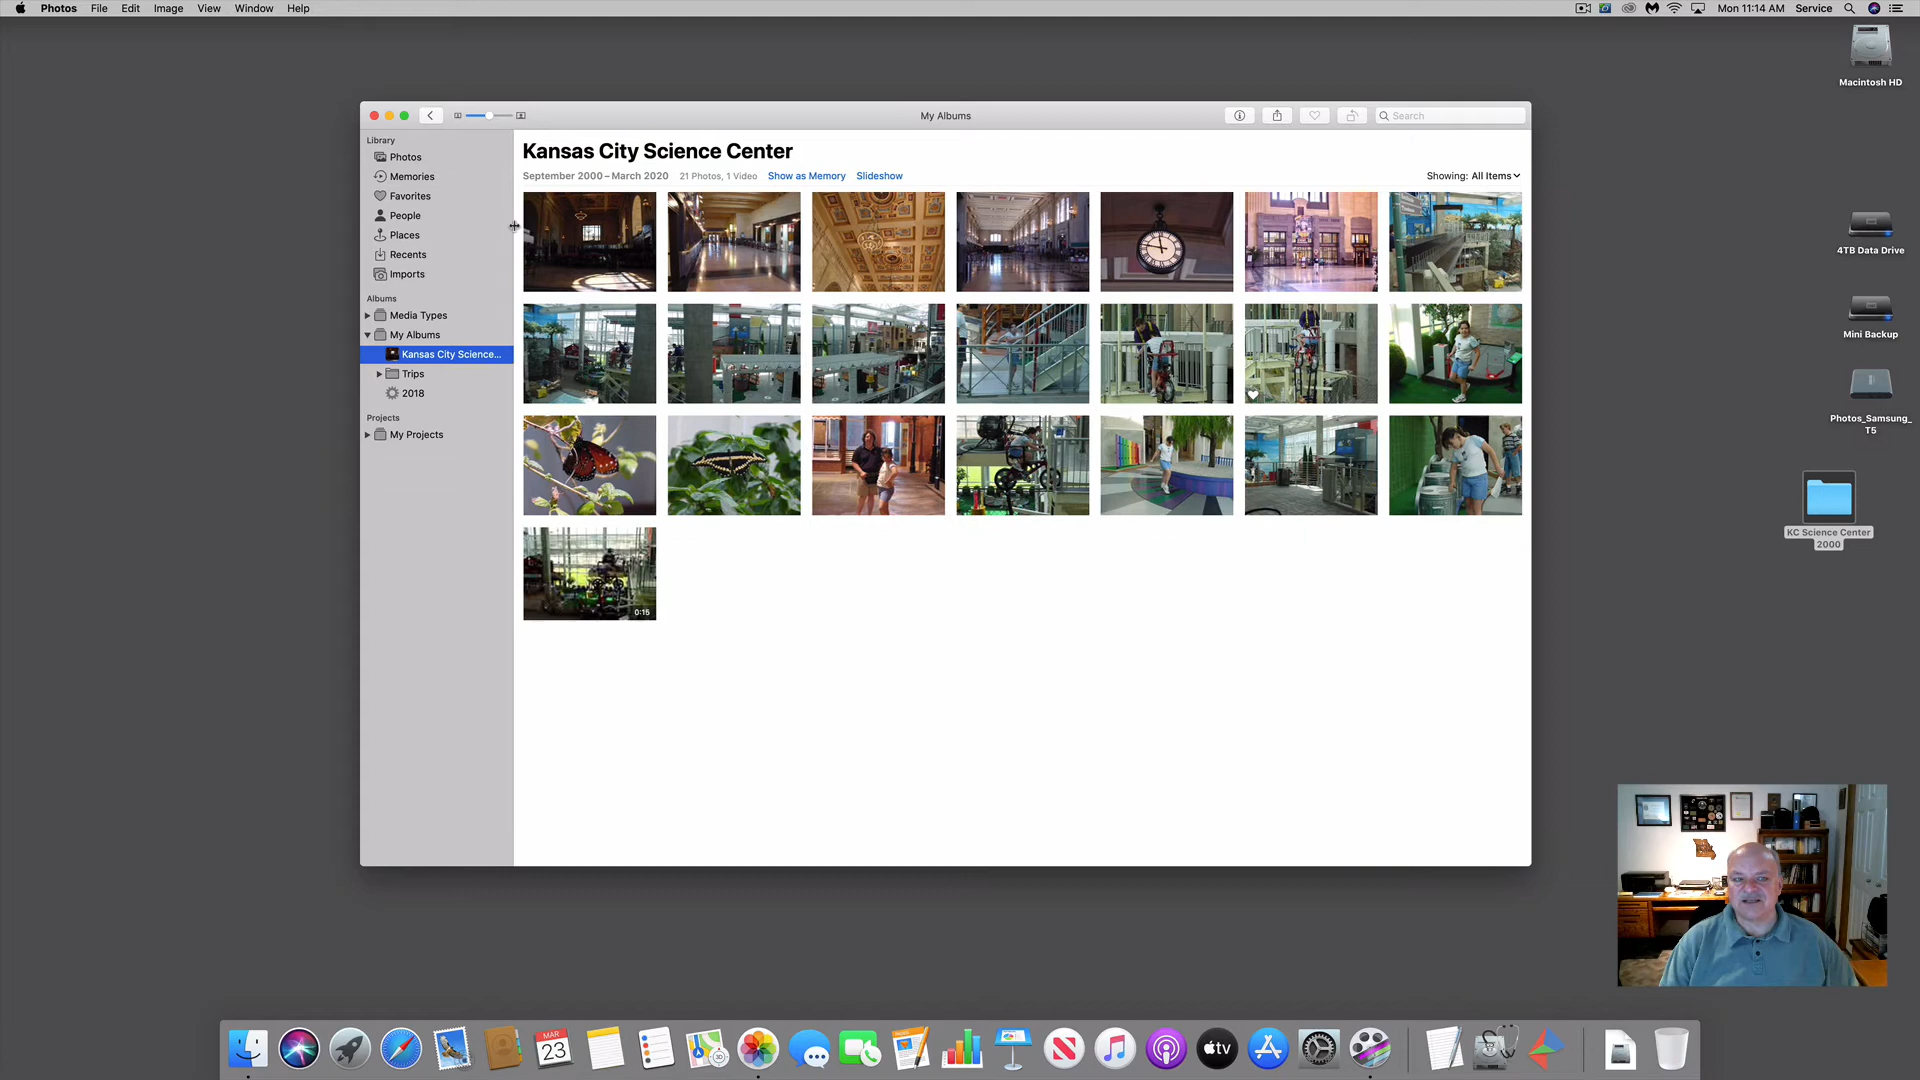 Photos File Edit Image View Window Help
Mon 11:14 AM Service
Macintosh HD
My Albums
Search
Library
Photos
Memories
Favorites
People
Places
Recents
Imports
Albums
Media Types
My Albums
Kansas City Science...
Trips
2018
Projects
My Projects
Kansas City Science Center
September 2000 – March 2020 21 Photos, 1 Video Show as Memory Slideshow
Showing: All Items
0:15
4TB Data Drive
Mini Backup
Photos_Samsung_
T5
KC Science Center
2000
MAR
23
3D
tv